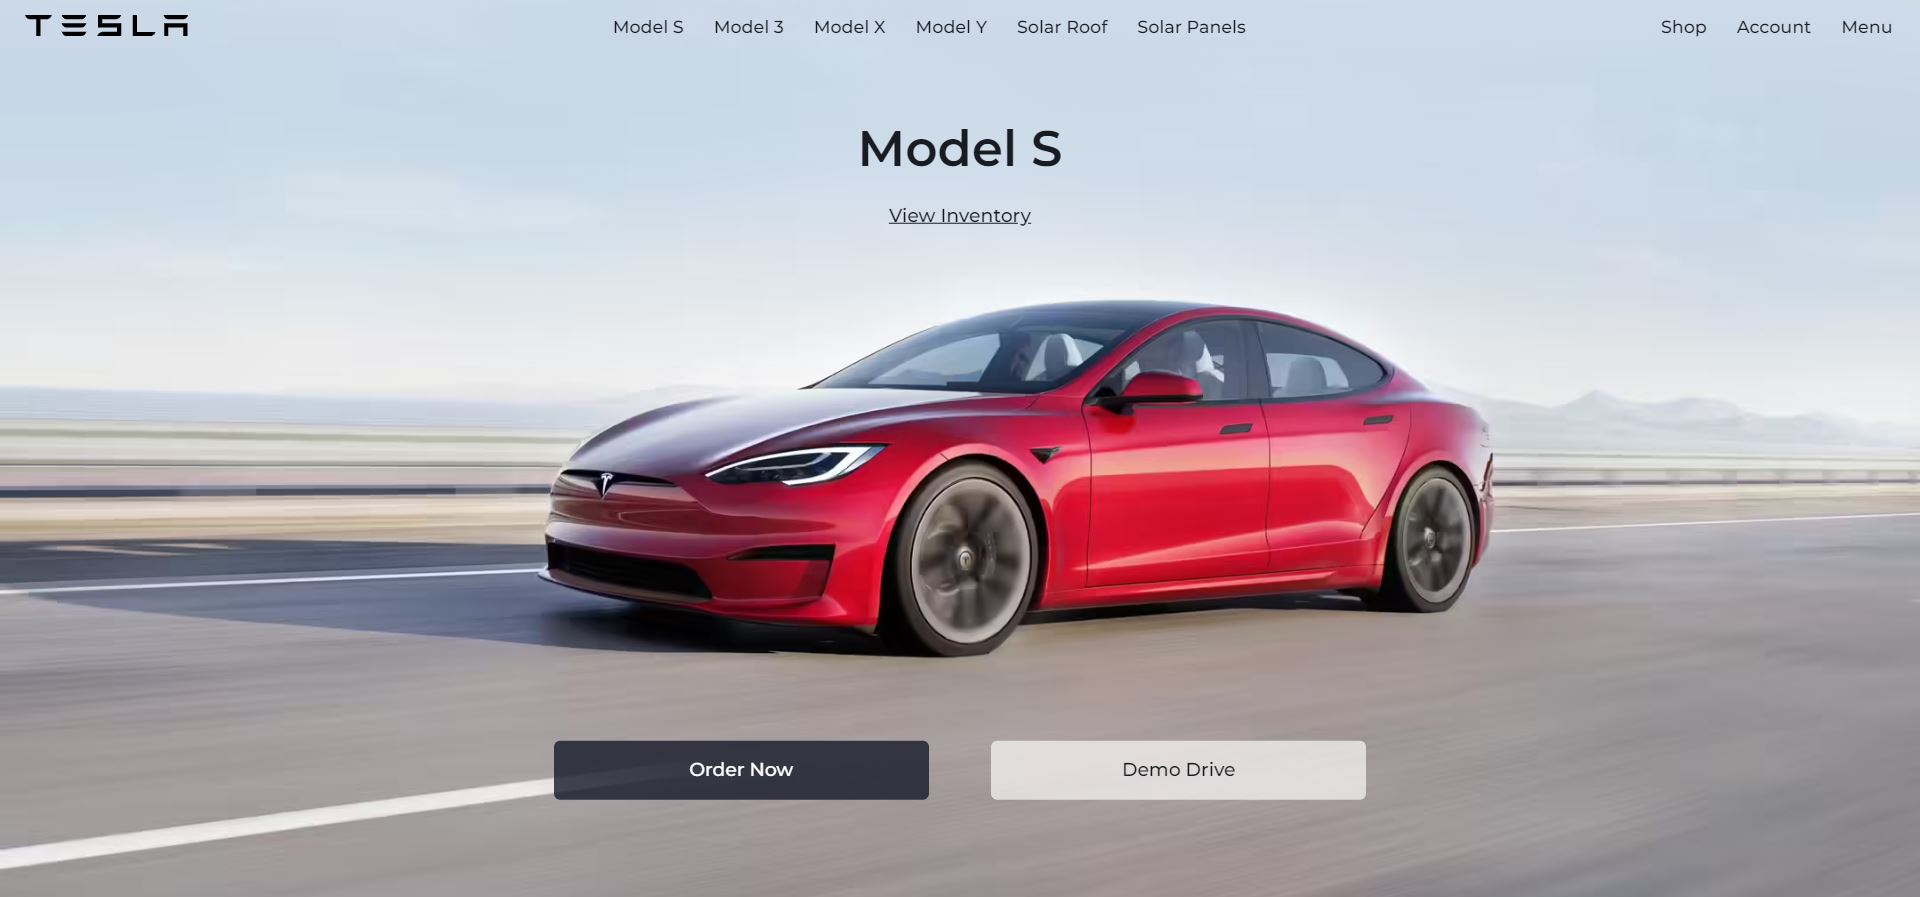 TESLA
Model S Model 3 Model X Model Y Solar Roof Solar Panels
Shop Account Menu
Model S
View Inventory
Order Now
Demo Drive